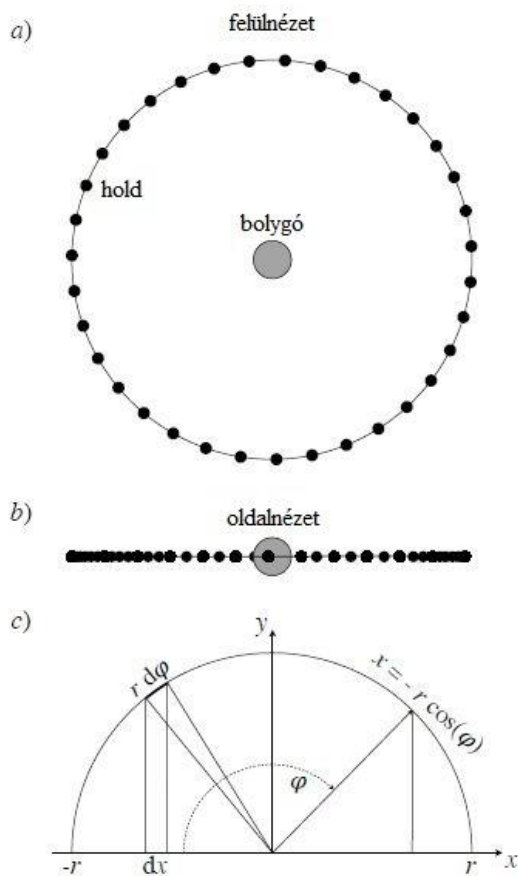 a)
felülnézet
hold
bolygó
b)
oldalnézet
c)
y
r dφ
x = - r cos(φ)
φ
-r
dx
r
x